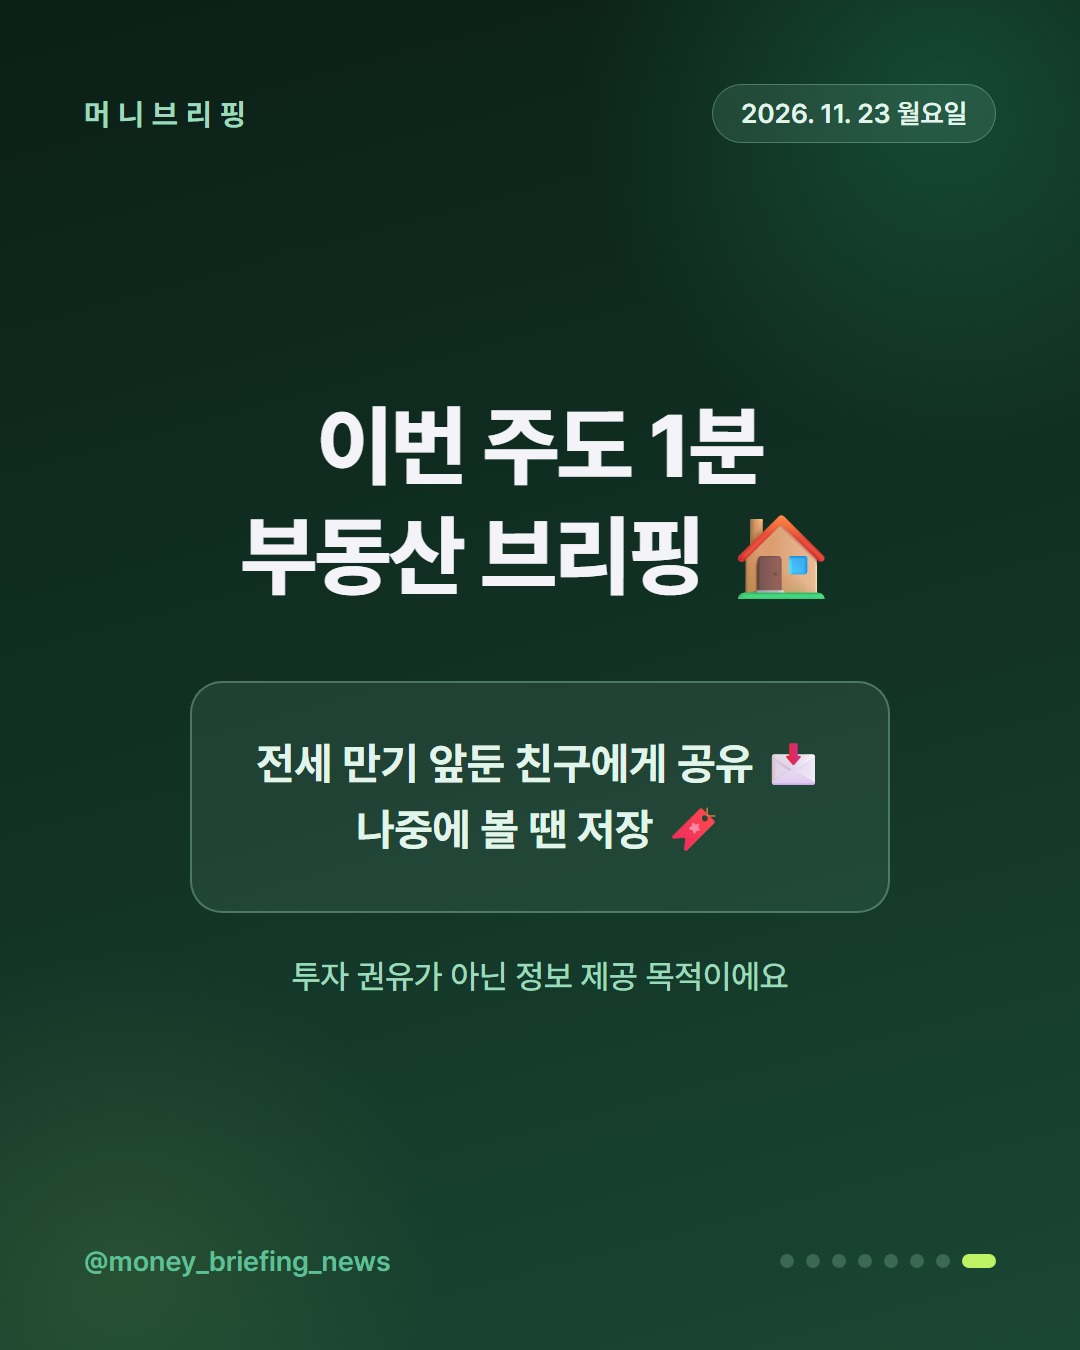 머니브리핑
2026. 11. 23 월요일
이번 주도 1분
부동산 브리핑 🏠
전세 만기 앞둔 친구에게 공유 📩
나중에 볼 땐 저장 🔖
투자 권유가 아닌 정보 제공 목적이에요
@money_briefing_news